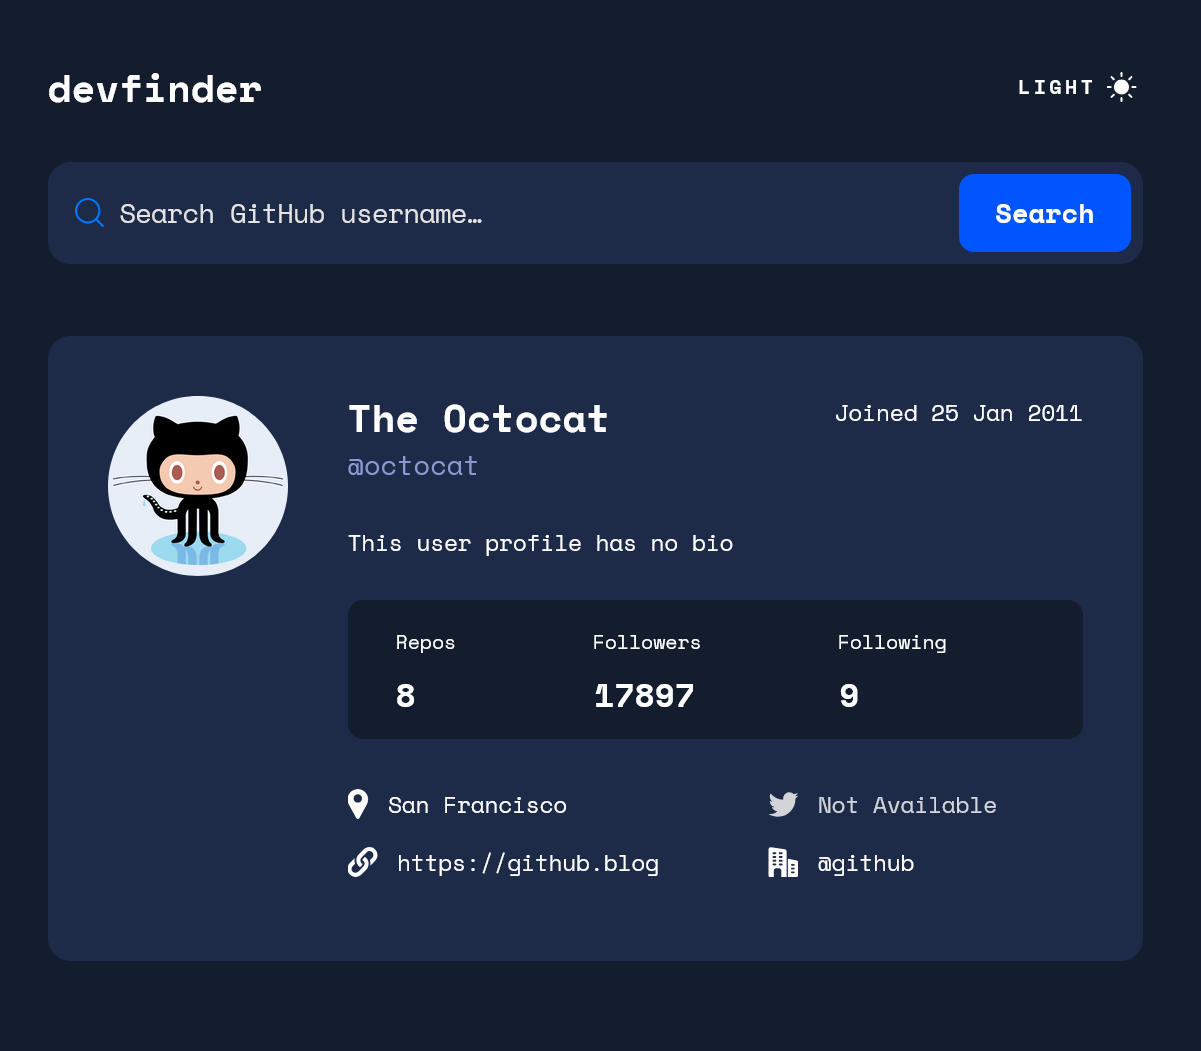 devfinder
LIGHT
Search GitHub username…
Search
The Octocat
Joined 25 Jan 2011
@octocat
This user profile has no bio
Repos
Followers
Following
8
17897
9
San Francisco
Not Available
https://github.blog
@github